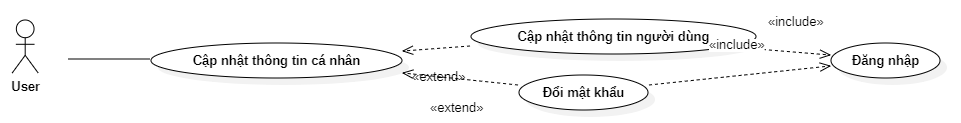 «include»
Cập nhật thông tin người dùng
«include»
Cập nhật thông tin cá nhân
Đăng nhập
«extend»
User
Đổi mật khẩu
«extend»